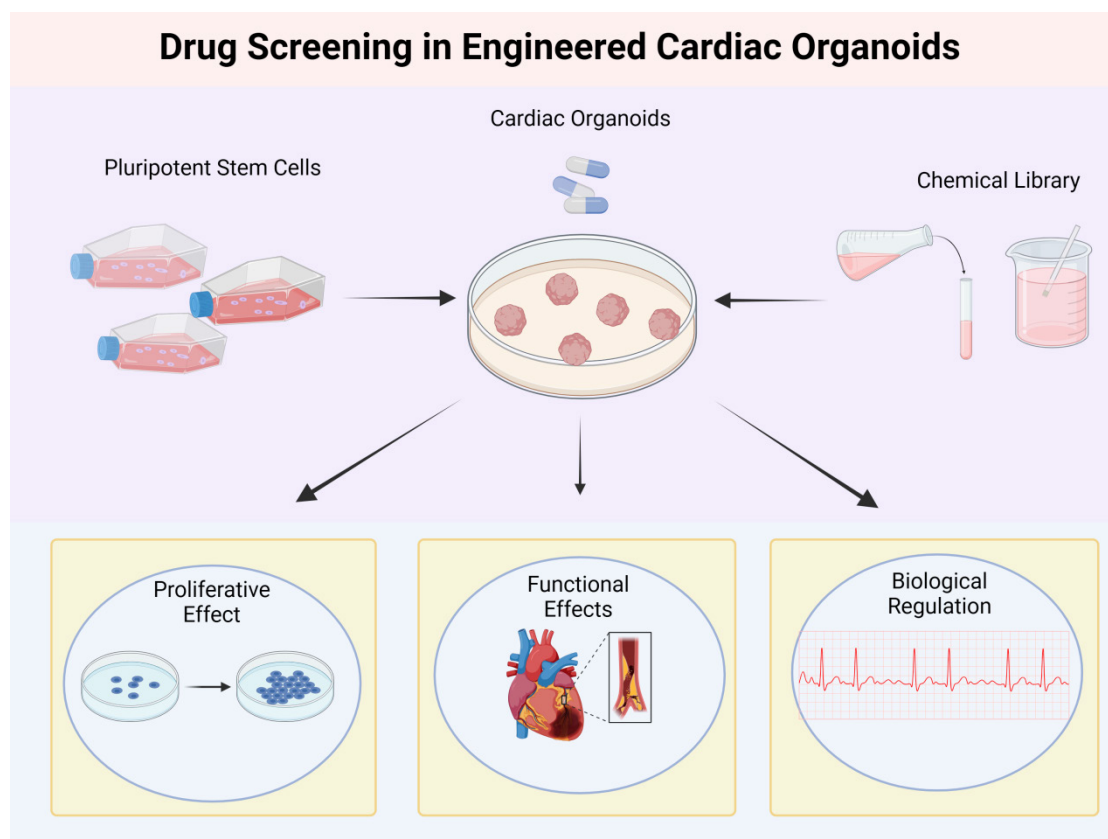 Drug Screening in Engineered Cardiac Organoids
Cardiac Organoids
Pluripotent Stem Cells
Chemical Library
Proliferative
Effect
Functional
Effects
Biological
Regulation